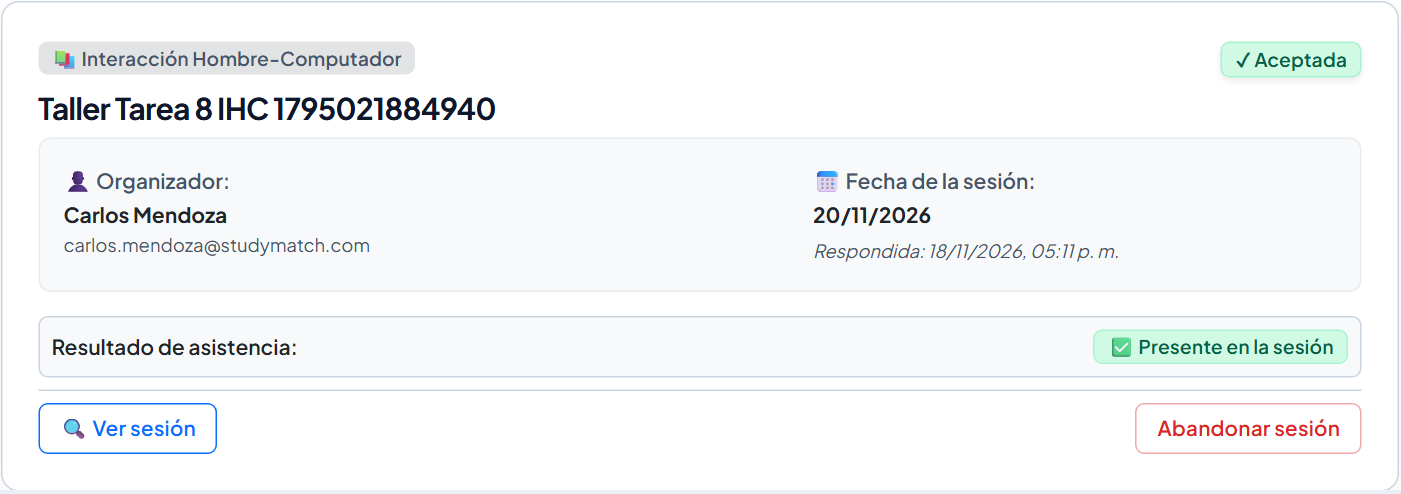 Interacción Hombre-Computador
✓ Aceptada
Taller Tarea 8 IHC 1795021884940
Organizador:
Carlos Mendoza
carlos.mendoza@studymatch.com
Fecha de la sesión:
20/11/2026
Respondida: 18/11/2026, 05:11 p. m.
Resultado de asistencia:
Presente en la sesión
Ver sesión
Abandonar sesión